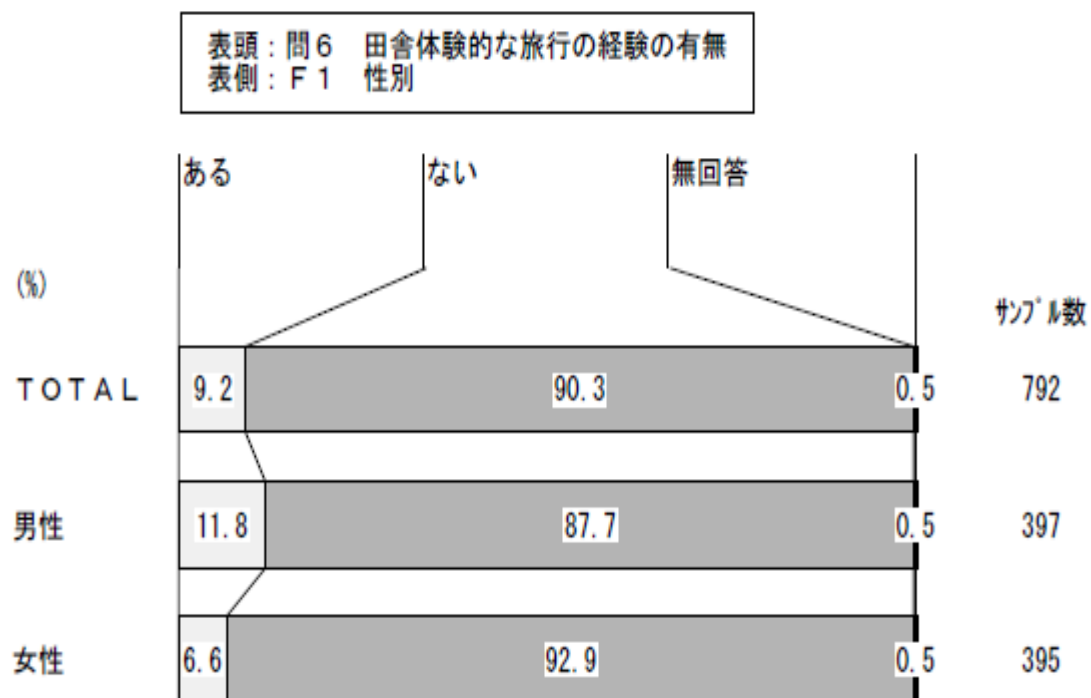 表頭：問６　田舎体験的な旅行の経験の有無
表側：Ｆ１　性別
ある ない 無回答
(%)
ｻﾝﾌﾟﾙ数
ＴＯＴＡＬ 9.2 90.3 0.5 792
男性 11.8 87.7 0.5 397
女性 6.6 92.9 0.5 395